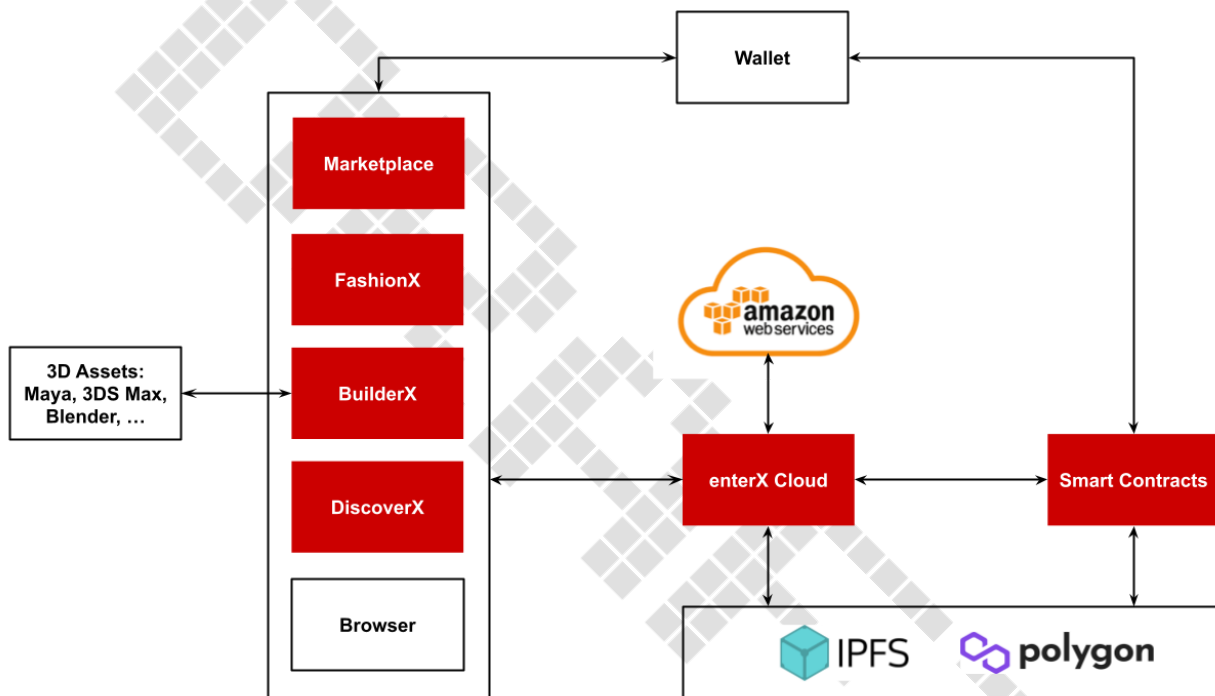 Wallet
Marketplace
FashionX
amazon
webservices
3D Assets:
Maya, 3DS Max,
Blender, …
BuilderX
DiscoverX
enterX Cloud
Smart Contracts
Browser
IPFS
polygon